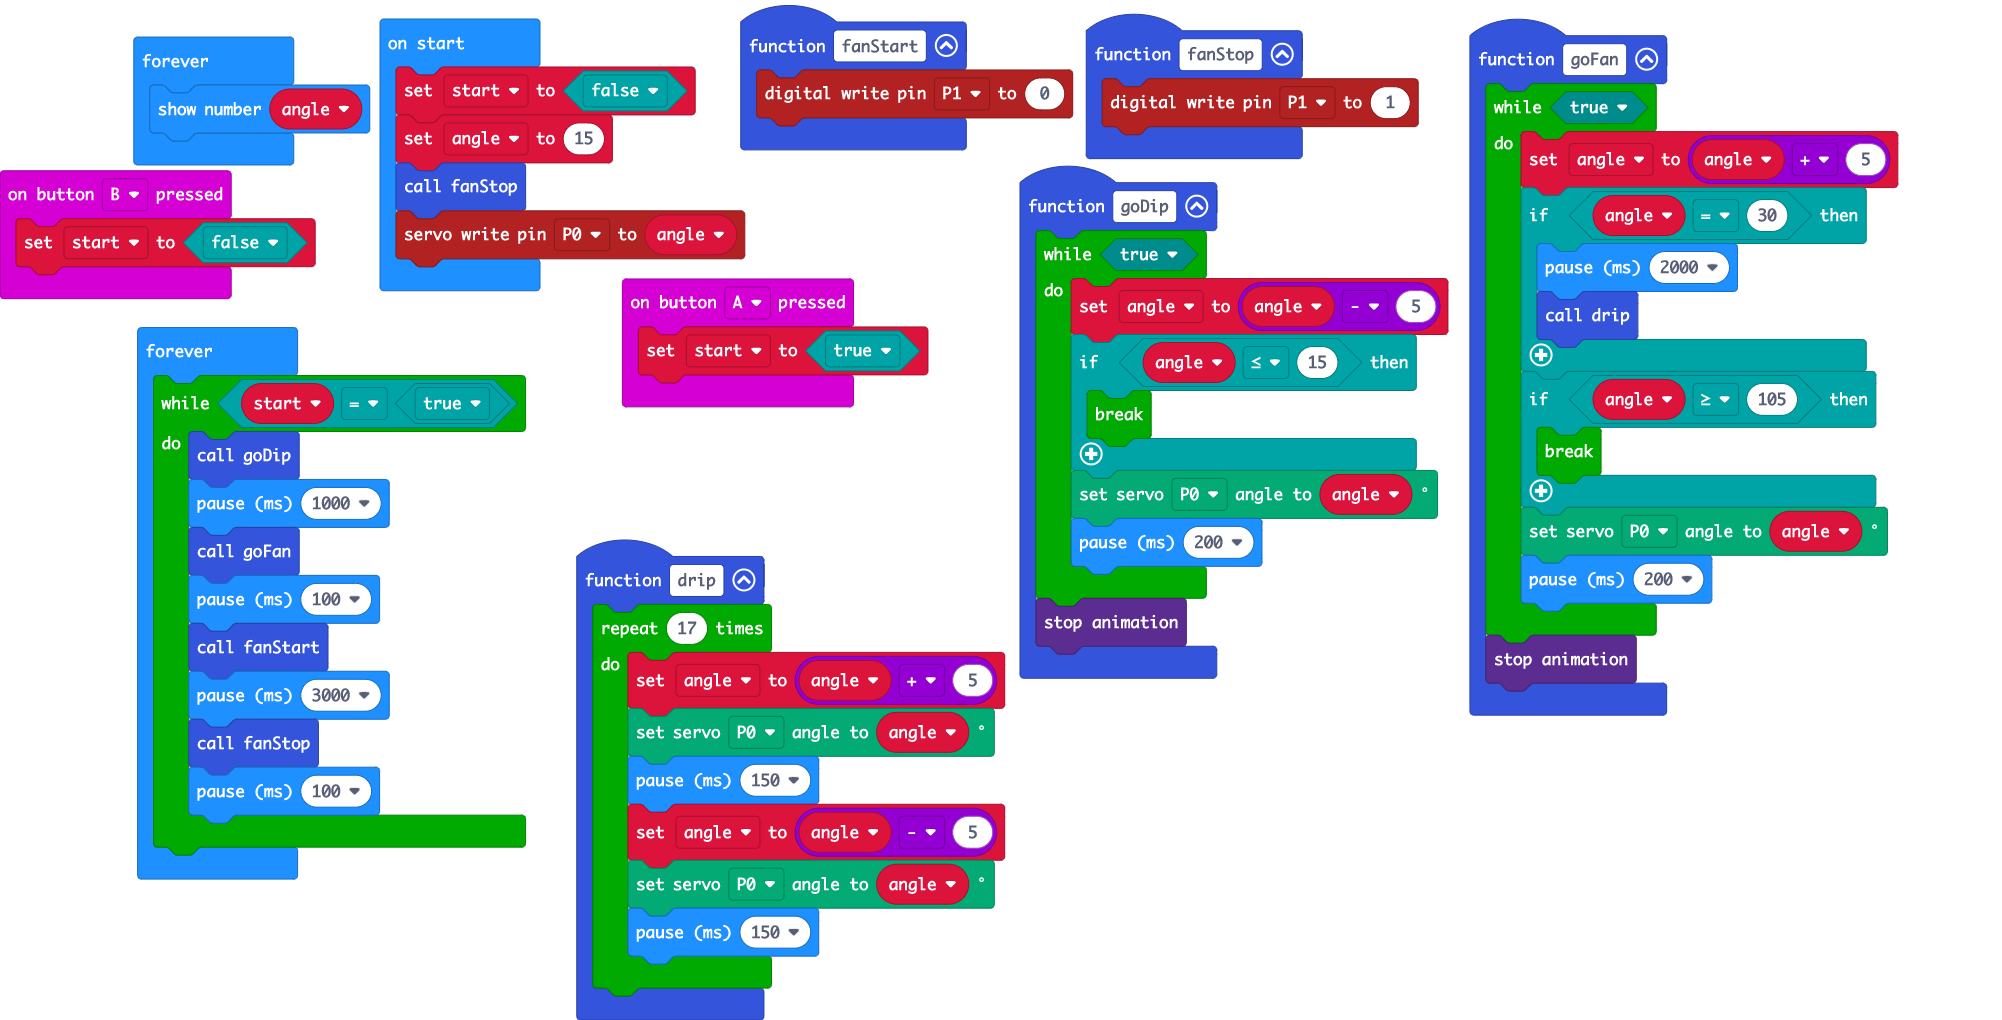 forever
show number angle
on button B pressed
set start to false
on start
set start to false
set angle to 15
call fanStop
servo write pin P0 to angle
function fanStart
digital write pin P1 to 0
function fanStop
digital write pin P1 to 1
on button A pressed
set start to true
forever
while start = true
do
call goDip
pause (ms) 1000
call goFan
pause (ms) 100
call fanStart
pause (ms) 3000
call fanStop
pause (ms) 100
function drip
repeat 17 times
do
set angle to angle + 5
set servo P0 angle to angle °
pause (ms) 150
set angle to angle - 5
set servo P0 angle to angle °
pause (ms) 150
function goDip
while true
do
set angle to angle - 5
if angle ≤ 15 then
break
set servo P0 angle to angle °
pause (ms) 200
stop animation
function goFan
while true
do
set angle to angle + 5
if angle = 30 then
pause (ms) 2000
call drip
if angle ≥ 105 then
break
set servo P0 angle to angle °
pause (ms) 200
stop animation